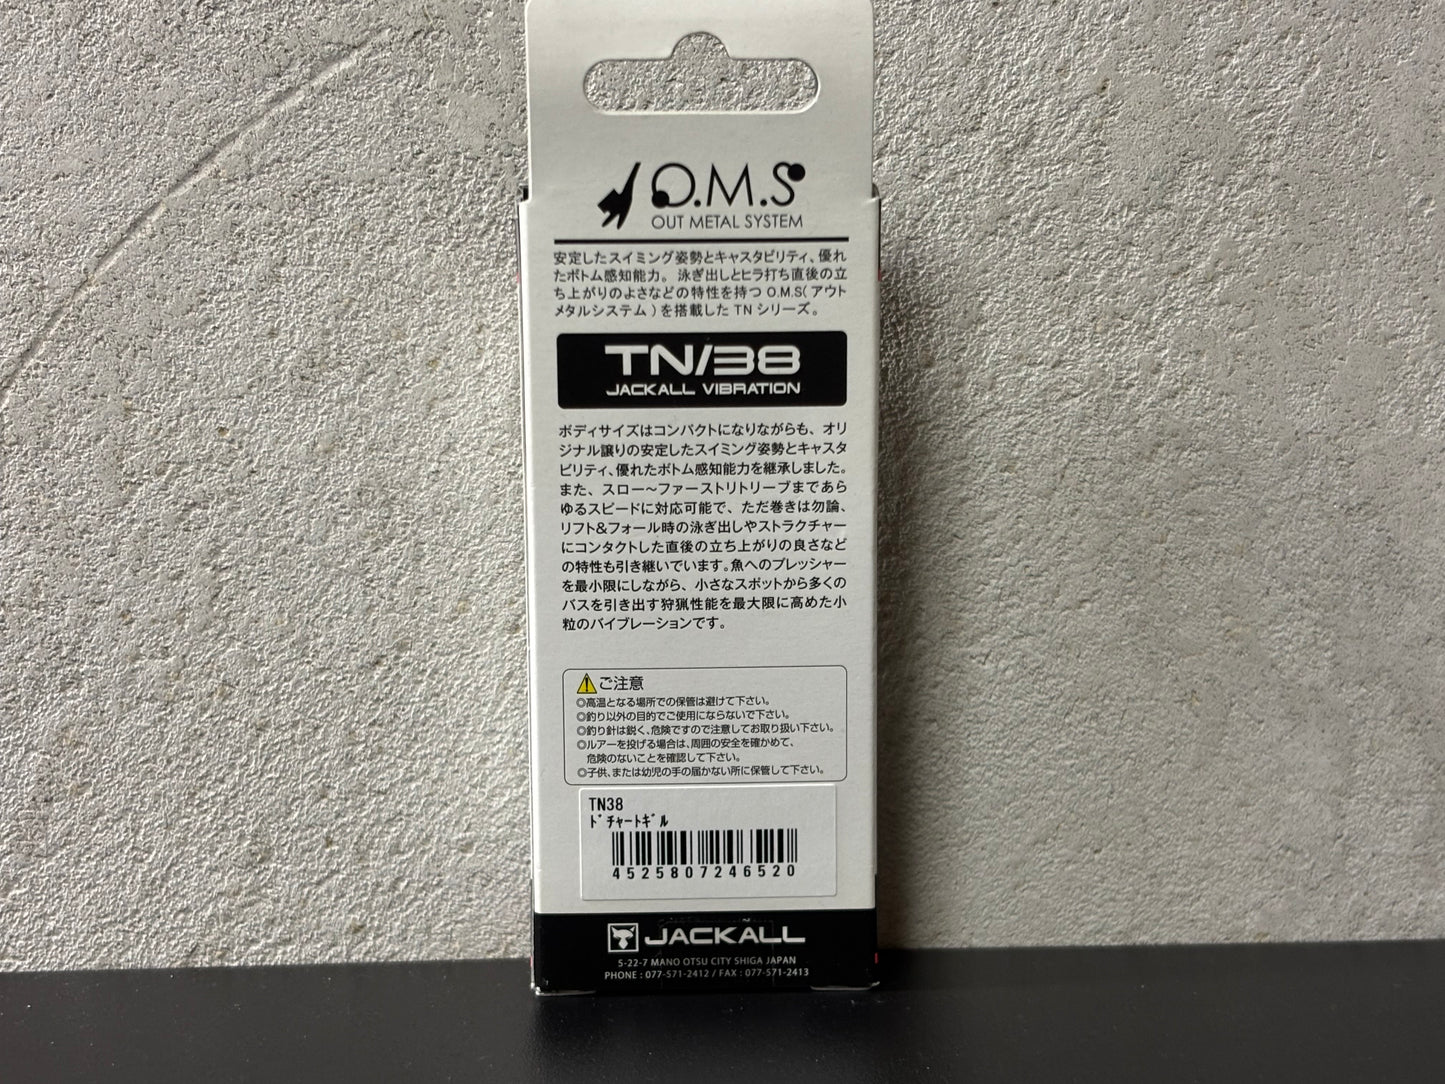 O.M.S
OUT METAL SYSTEM
安定したスイミング姿勢とキャスタビリティ、優れ
たボトム感知能力。泳ぎ出しとヒラ打ち直後の立
ち上がりのよさなどの特性を持つ O.M.S(アウト
メタルシステム)を搭載した TN シリーズ。
TN/38
JACKALL VIBRATION
ボディサイズはコンパクトになりながらも、オリ
ジナル譲りの安定したスイミング姿勢とキャスタ
ビリティ、優れたボトム感知能力を継承しました。
また、スロー～ファーストリトリーブまであら
ゆるスピードに対応可能で、ただ巻きは勿論、
リフト&フォール時の泳ぎ出しやストラクチャー
にコンタクトした直後の立ち上がりの良さなど
の特性も引き継いでいます。魚へのプレッシャー
を最小限にしながら、小さなスポットから多くの
バスを引き出す狩猟性能を最大限に高めた小
粒のバイブレーションです。
ご注意
◎高温となる場所での保管は避けて下さい。
◎釣り以外の目的でご使用にならないで下さい。
◎釣り針は鋭く、危険ですので注意してお取り扱い下さい。
◎ルアーを投げる場合は、周囲の安全を確かめて、
危険のないことを確認して下さい。
◎子供、または幼児の手の届かない所に保管して下さい。
TN38
ﾄﾞﾁｬｰﾄｷﾞﾙ
4525807246520
JACKALL
5-22-7 MANO OTSU CITY SHIGA JAPAN
PHONE : 077-571-2412 / FAX : 077-571-2413